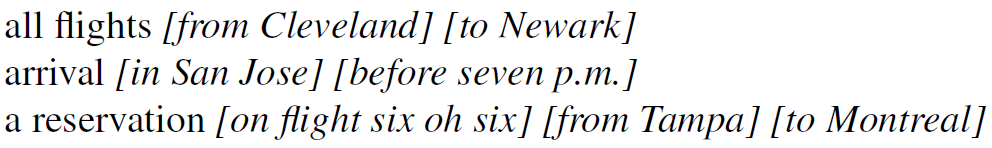 all flights [from Cleveland] [to Newark]
arrival [in San Jose] [before seven p.m.]
a reservation [on flight six oh six] [from Tampa] [to Montreal]